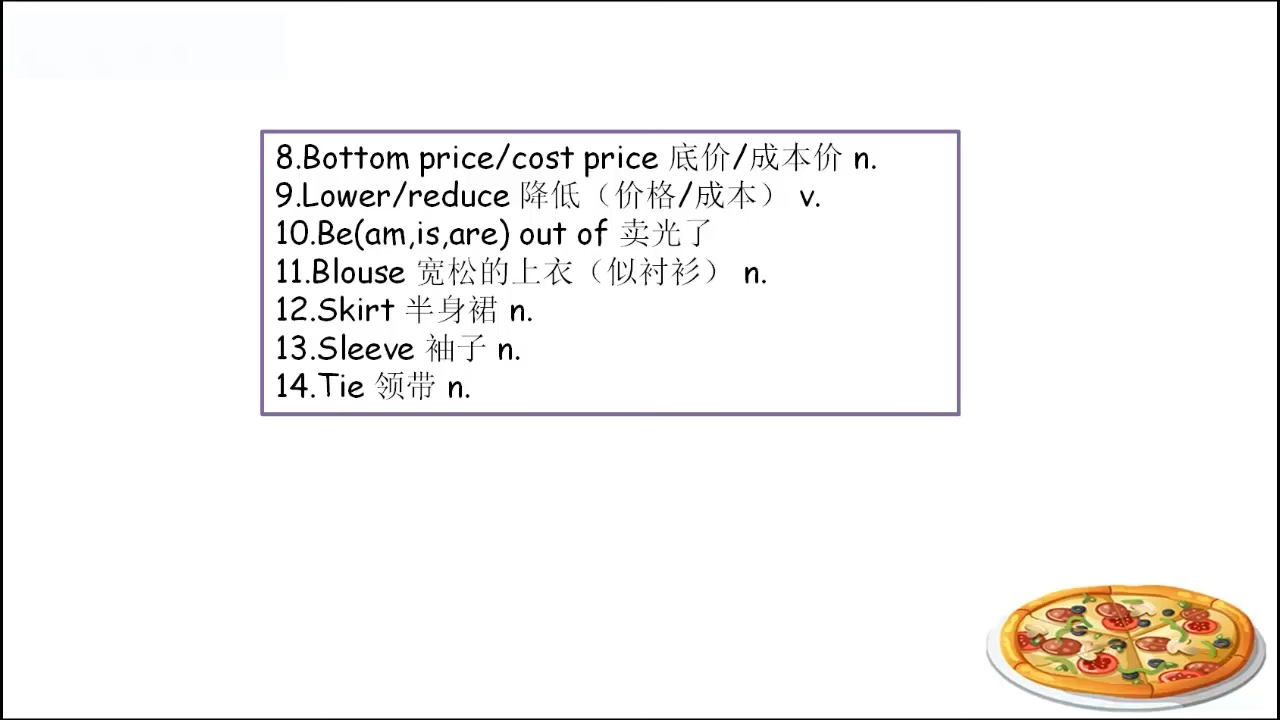 8.Bottom price/cost price 底价/成本价 n.
9.Lower/reduce 降低（价格/成本） v.
10.Be(am,is,are) out of 卖光了
11.Blouse 宽松的上衣（似衬衫） n.
12.Skirt 半身裙 n.
13.Sleeve 袖子 n.
14.Tie 领带 n.